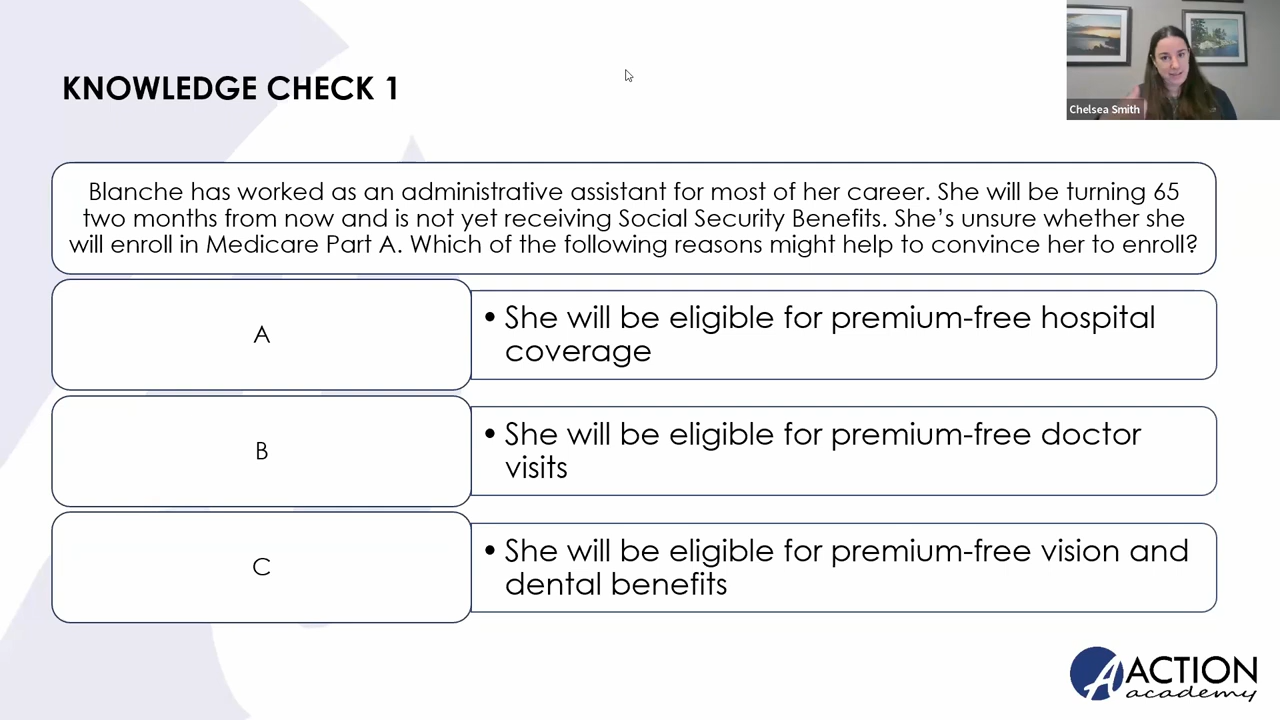 Chelsea Smith
KNOWLEDGE CHECK 1
Blanche has worked as an administrative assistant for most of her career. She will be turning 65
two months from now and is not yet receiving Social Security Benefits. She’s unsure whether she
will enroll in Medicare Part A. Which of the following reasons might help to convince her to enroll?
A
• She will be eligible for premium-free hospital
coverage
B
• She will be eligible for premium-free doctor
visits
C
• She will be eligible for premium-free vision and
dental benefits
A ACTION
academy